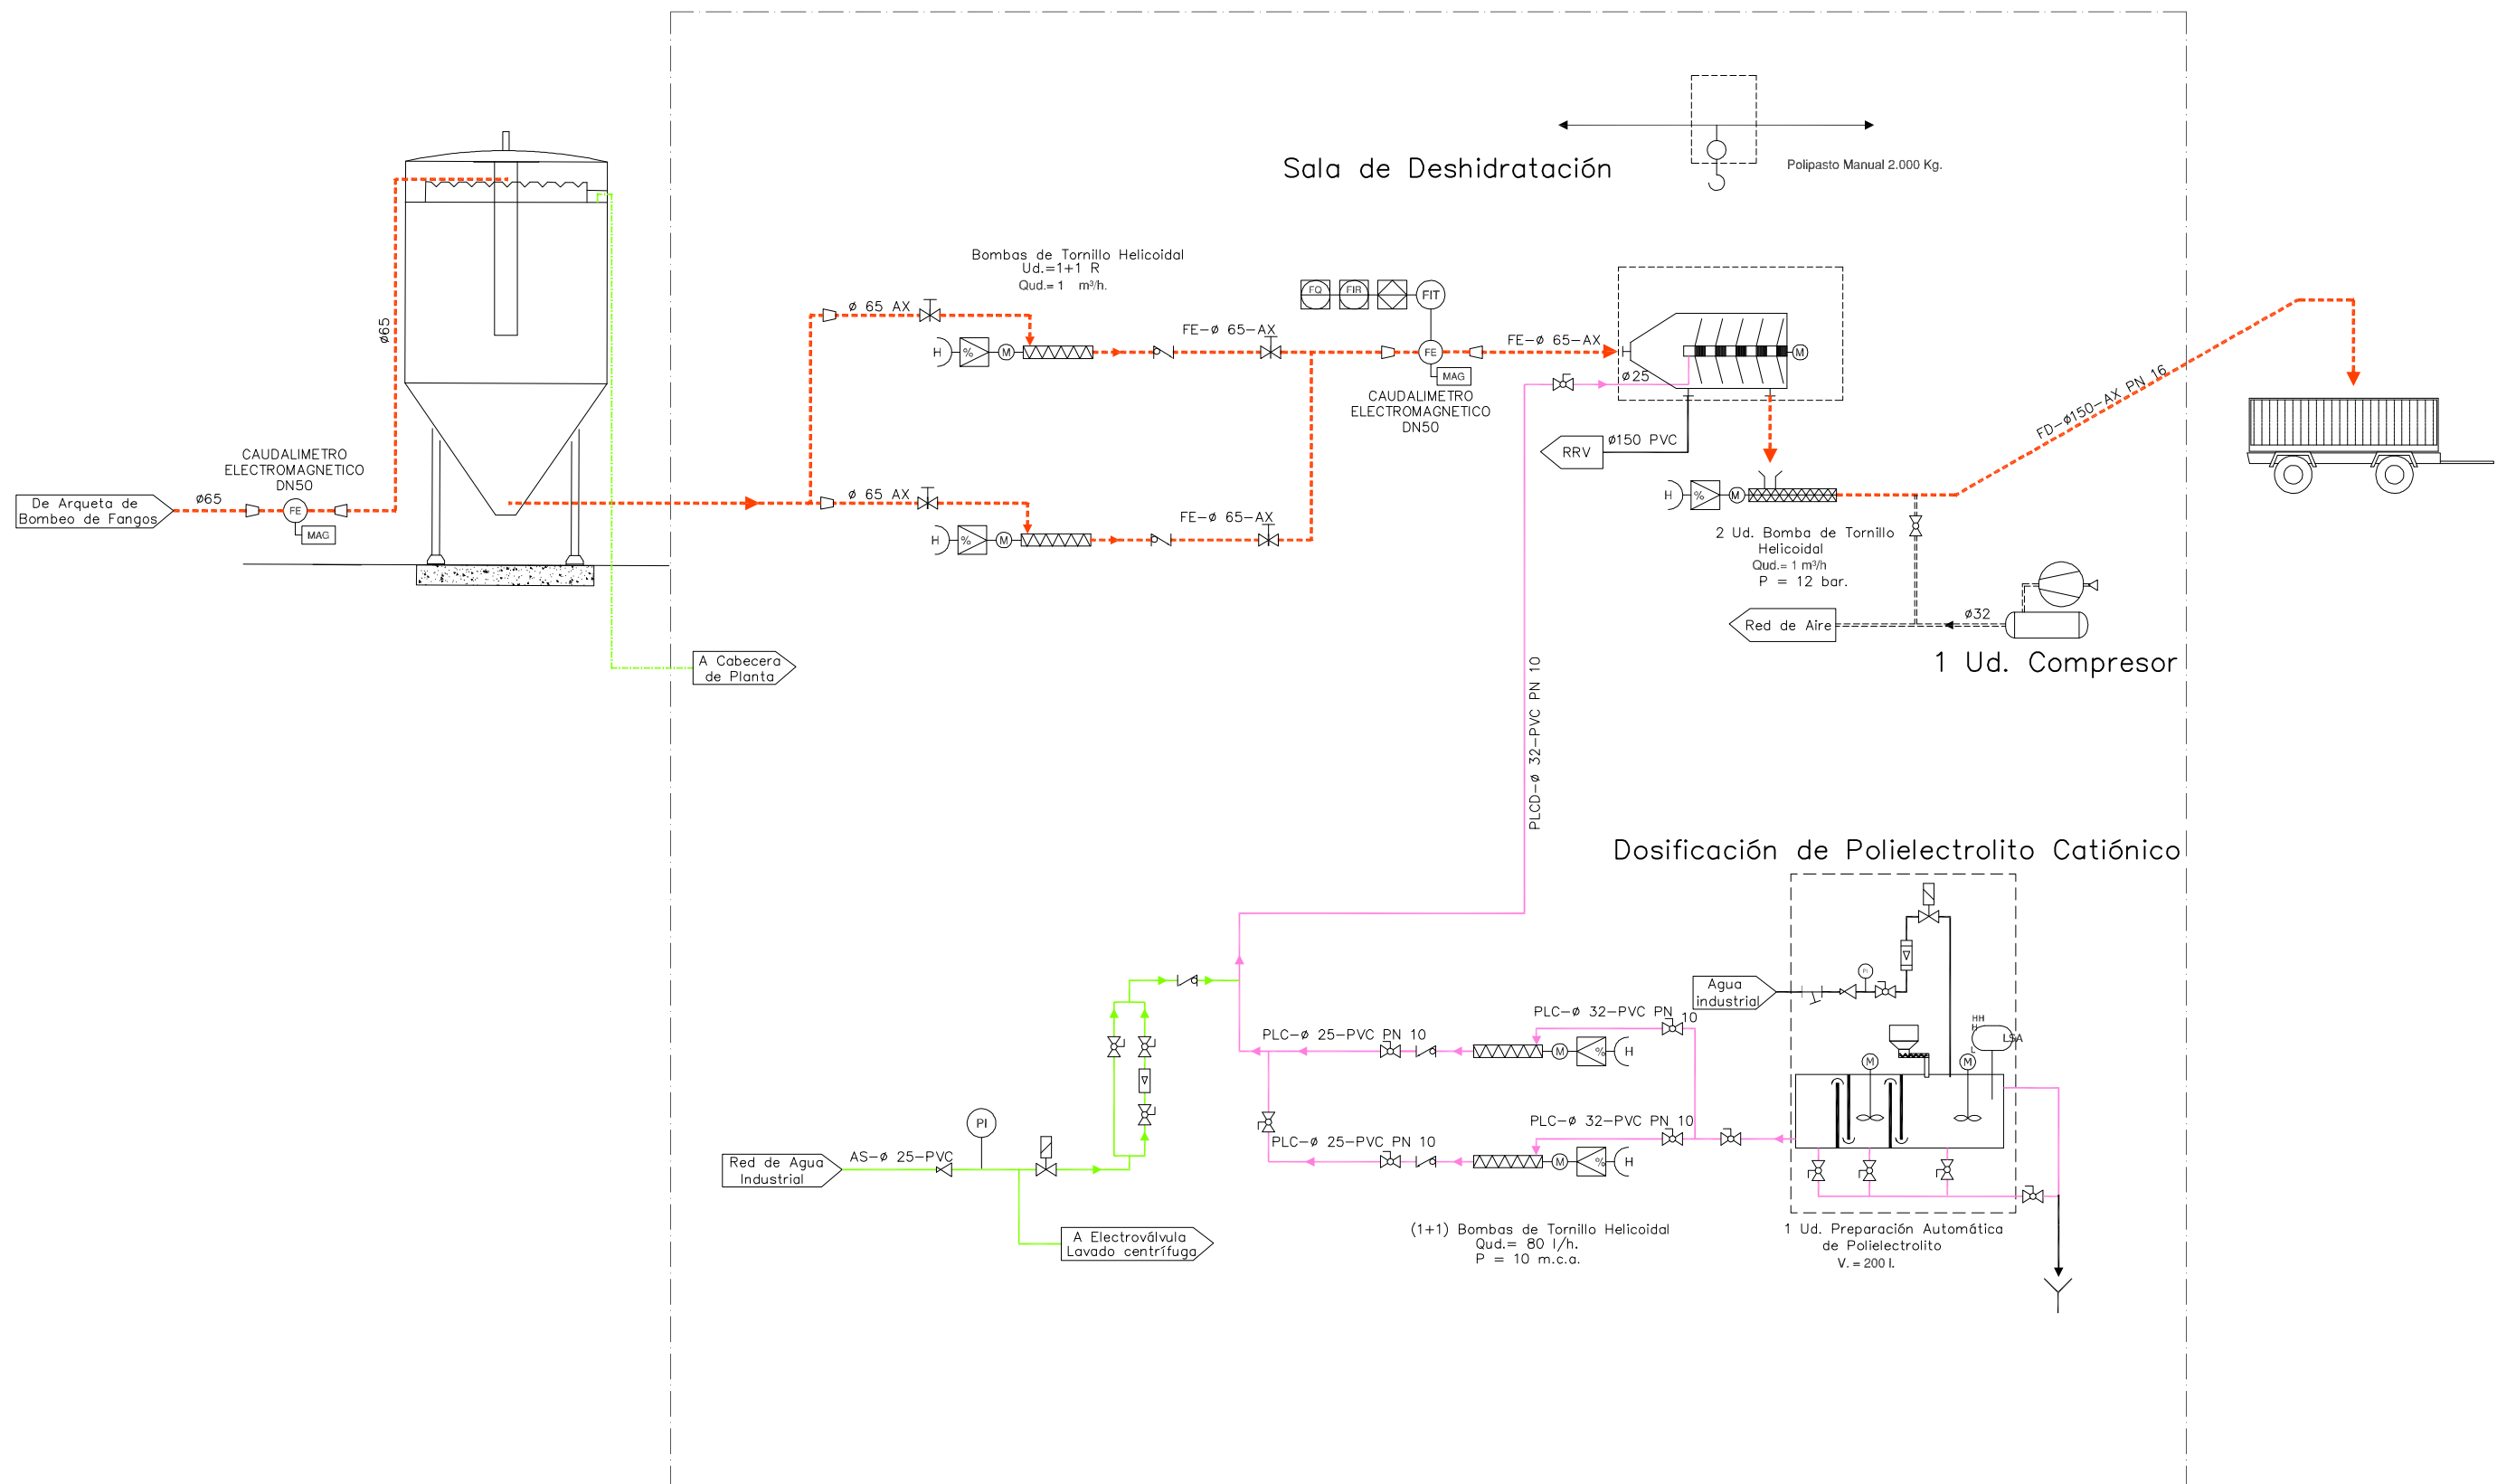 Sala de Deshidratación
Polipasto Manual 2.000 Kg.
Bombas de Tornillo Helicoidal
Ud.=1+1 R
Qud.= 1 m³/h.
ø 65 AX
H
%
M
FE-ø 65-AX
FQ
FIR
FIT
FE
MAG
CAUDALIMETRO
ELECTROMAGNETICO
DN50
FE-ø 65-AX
M
ø25
ø150 PVC
RRV
FD-ø150-AX PN 16
ø65
CAUDALIMETRO
ELECTROMAGNETICO
DN50
De Arqueta de
Bombeo de Fangos
ø65
FE
MAG
ø 65 AX
H
%
M
FE-ø 65-AX
H
%
M
2 Ud. Bomba de Tornillo
Helicoidal
Qud.= 1 m³/h
P = 12 bar.
Red de Aire
ø32
1 Ud. Compresor
A Cabecera
de Planta
PLCD-ø 32-PVC PN 10
Dosificación de Polielectrolito Catiónico
Agua
industrial
PI
HH
H
L
LSA
M
M
PLC-ø 32-PVC PN 10
PLC-ø 25-PVC PN 10
M
%
H
PLC-ø 32-PVC PN 10
PLC-ø 25-PVC PN 10
M
%
H
PI
Red de Agua
Industrial
AS-ø 25-PVC
A Electroválvula
Lavado centrífuga
(1+1) Bombas de Tornillo Helicoidal
Qud.= 80 l/h.
P = 10 m.c.a.
1 Ud. Preparación Automática
de Polielectrolito
V. = 200 l.